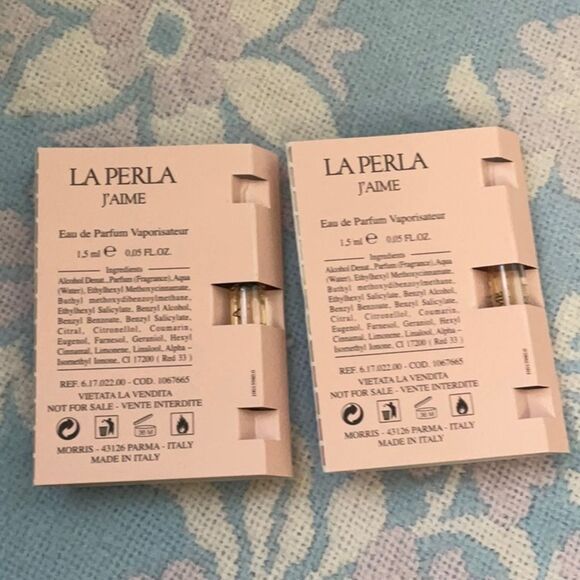 LA PERLA
J'AIME
Eau de Parfum Vaporisateur
1,5 ml ℮ 0,05 FL.OZ.
Ingredients
Alcohol Denat., Parfum (Fragrance), Aqua
(Water), Ethylhexyl Methoxycinnamate,
Buthyl methoxydibenzoylmethane,
Ethylhexyl Salicylate, Benzyl Alcohol,
Benzyl Benzoate, Benzyl Salicylate,
Citral, Citronellol, Coumarin,
Eugenol, Farnesol, Geraniol, Hexyl
Cinnamal, Limonene, Linalool, Alpha –
Isomethyl Ionone, CI 17200 ( Red 33 )
REF. 6.17.022.00 - COD. 1067665
VIETATA LA VENDITA
NOT FOR SALE - VENTE INTERDITE
36 M
MORRIS - 43126 PARMA - ITALY
MADE IN ITALY
LA PERLA
J'AIME
Eau de Parfum Vaporisateur
1,5 ml ℮ 0,05 FL.OZ.
Ingredients
Alcohol Denat., Parfum (Fragrance), Aqua
(Water), Ethylhexyl Methoxycinnamate,
Buthyl methoxydibenzoylmethane,
Ethylhexyl Salicylate, Benzyl Alcohol,
Benzyl Benzoate, Benzyl Salicylate,
Citral, Citronellol, Coumarin,
Eugenol, Farnesol, Geraniol, Hexyl
Cinnamal, Limonene, Linalool, Alpha –
Isomethyl Ionone, CI 17200 ( Red 33 )
REF. 6.17.022.00 - COD. 1067665
VIETATA LA VENDITA
NOT FOR SALE - VENTE INTERDITE
36 M
MORRIS - 43126 PARMA - ITALY
MADE IN ITALY